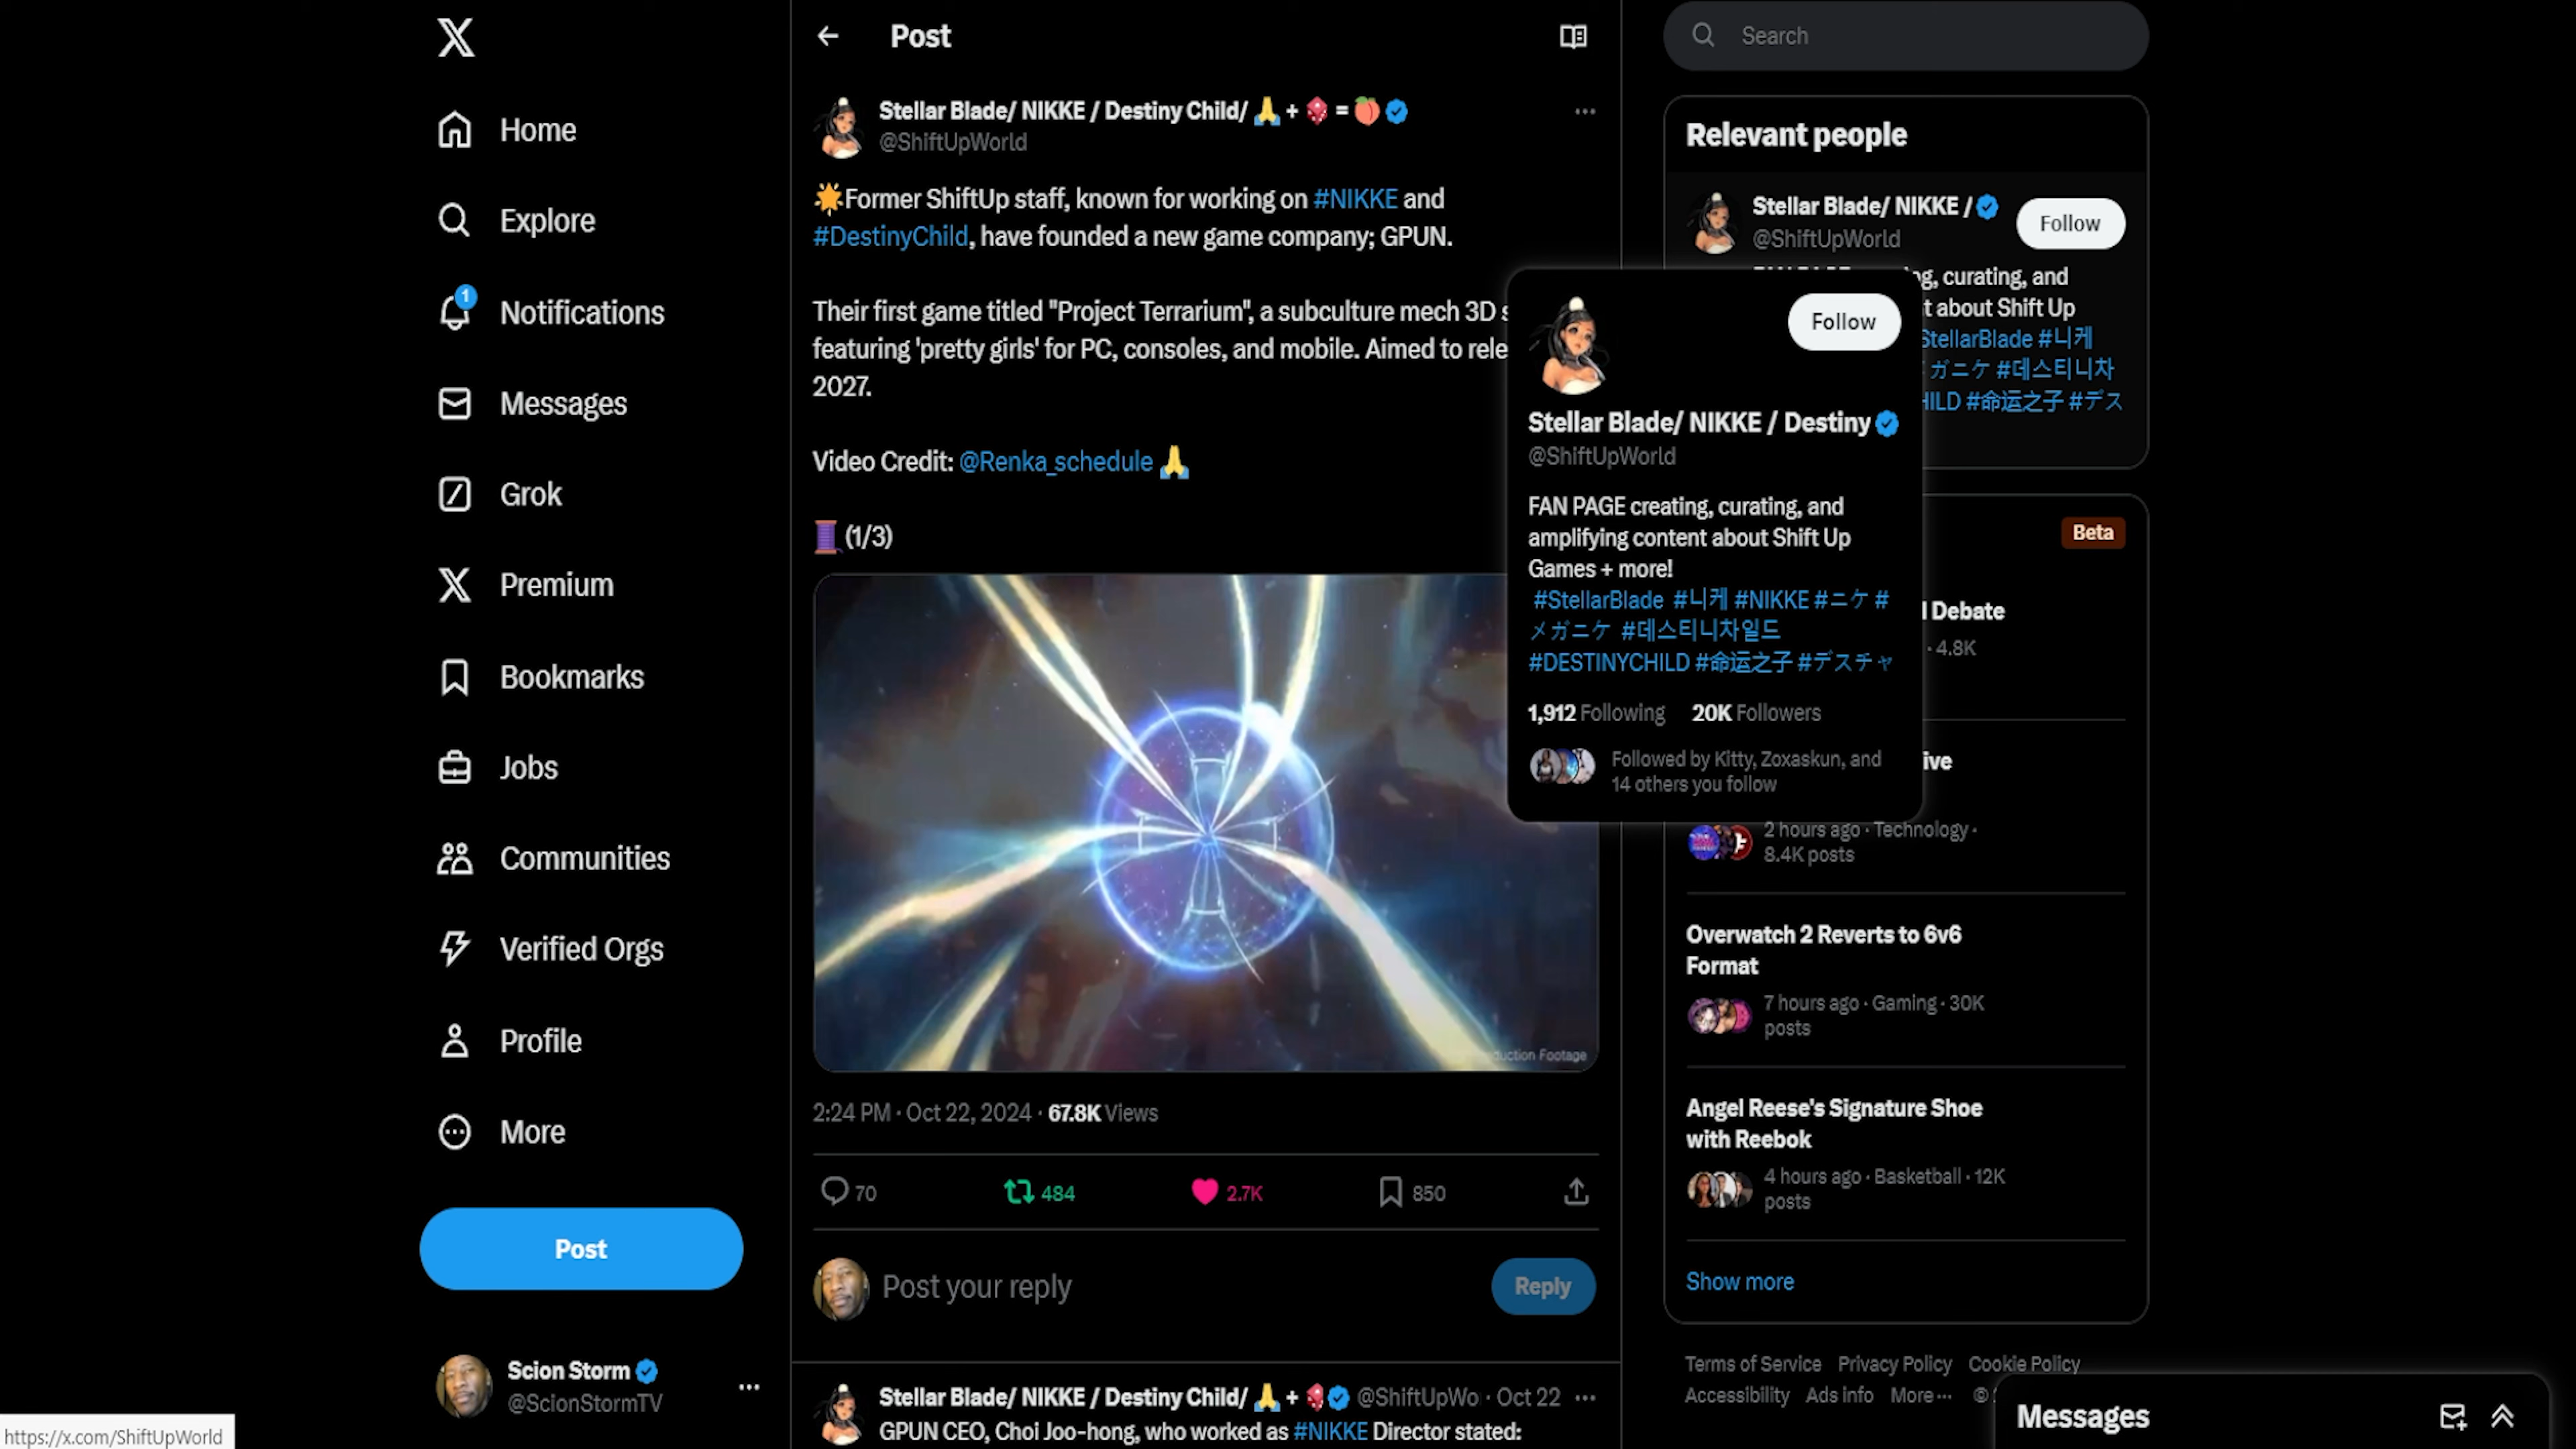 Home
Explore
1
Notifications
Messages
Grok
Premium
Bookmarks
Jobs
Communities
Verified Orgs
Profile
More
Post
Scion Storm
@ScionStormTV
https://x.com/ShiftUpWorld
Post
Stellar Blade/ NIKKE / Destiny Child/ 🙏 + 🎲 = 🍑
@ShiftUpWorld
🌟Former ShiftUp staff, known for working on #NIKKE and
#DestinyChild, have founded a new game company; GPUN.
Their first game titled "Project Terrarium", a subculture mech 3D s
featuring 'pretty girls' for PC, consoles, and mobile. Aimed to rele
2027.
Video Credit: @Renka_schedule 🙏
🧵 (1/3)
uction Footage
2:24 PM · Oct 22, 2024 · 67.8K Views
70
484
2.7K
850
Post your reply
Reply
Stellar Blade/ NIKKE / Destiny Child/ 🙏 + 🎲 @ShiftUpWo · Oct 22
GPUN CEO, Choi Joo-hong, who worked as #NIKKE Director stated:
Search
Relevant people
Stellar Blade/ NIKKE /
@ShiftUpWorld
Follow
ng, curating, and
t about Shift Up
StellarBlade #니케
ガニケ #데스티니차
HILD #命运之子 #デス
Follow
Stellar Blade/ NIKKE / Destiny
@ShiftUpWorld
FAN PAGE creating, curating, and
amplifying content about Shift Up
Games + more!
#StellarBlade #니케 #NIKKE #ニケ #
メガニケ #데스티니차일드
#DESTINYCHILD #命运之子 #デスチャ
1,912 Following 20K Followers
Followed by Kitty, Zoxaskun, and
14 others you follow
Beta
l Debate
· 4.8K
ive
2 hours ago · Technology ·
8.4K posts
Overwatch 2 Reverts to 6v6
Format
7 hours ago · Gaming · 30K
posts
Angel Reese's Signature Shoe
with Reebok
4 hours ago · Basketball · 12K
posts
Show more
Terms of Service Privacy Policy Cookie Policy
Accessibility Ads info More ··· ©
Messages